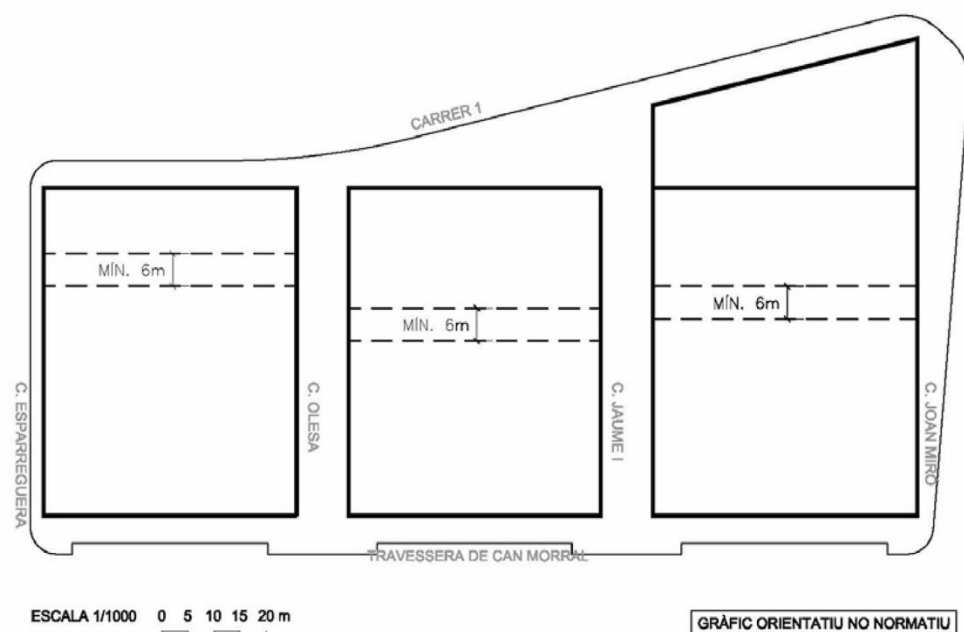 CARRER 1
MÍN. 6m
MÍN. 6m
MÍN. 6m
C. ESPARREGUERA
C. OLESA
C. JAUME I
C. JOAN MIRÓ
TRAVESSERA DE CAN MORRAL
ESCALA 1/1000 0 5 10 15 20 m
GRÀFIC ORIENTATIU NO NORMATIU